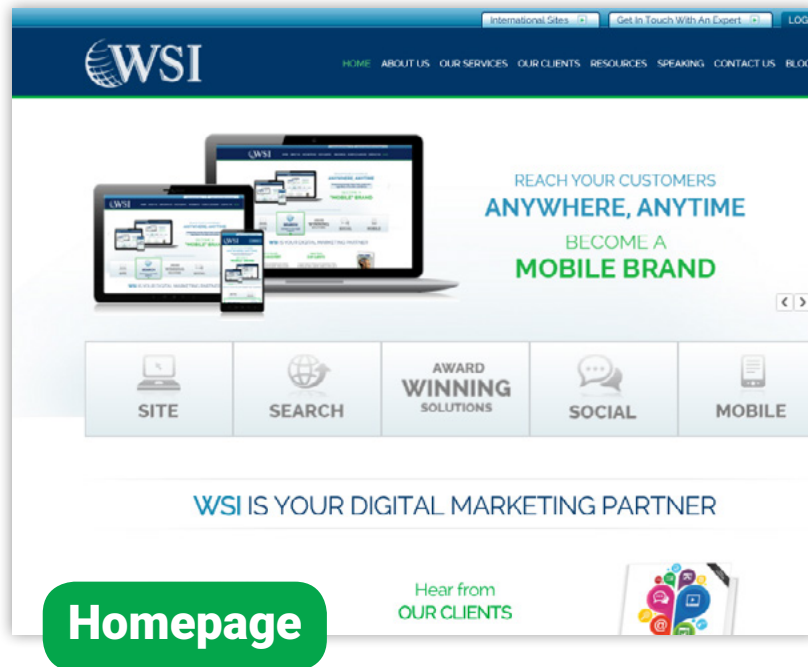 International Sites
Get In Touch With An Expert
LOG
WSI
HOME ABOUT US OUR SERVICES OUR CLIENTS RESOURCES SPEAKING CONTACT US BLOG
REACH YOUR CUSTOMERS
ANYWHERE, ANYTIME
BECOME A
MOBILE BRAND
SITE
SEARCH
AWARD
WINNING
SOLUTIONS
SOCIAL
MOBILE
WSI IS YOUR DIGITAL MARKETING PARTNER
Hear from
OUR CLIENTS
Homepage